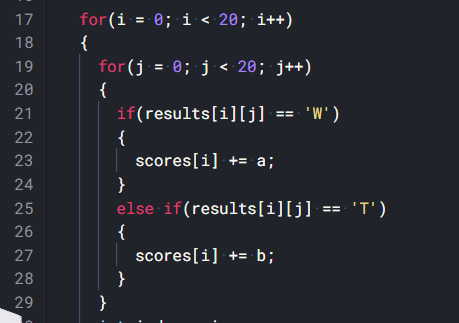 17 for(i = 0; i < 20; i++)
18 {
19 for(j = 0; j < 20; j++)
20 {
21 if(results[i][j] == 'W')
22 {
23 scores[i] += a;
24 }
25 else if(results[i][j] == 'T')
26 {
27 scores[i] += b;
28 }
29 }